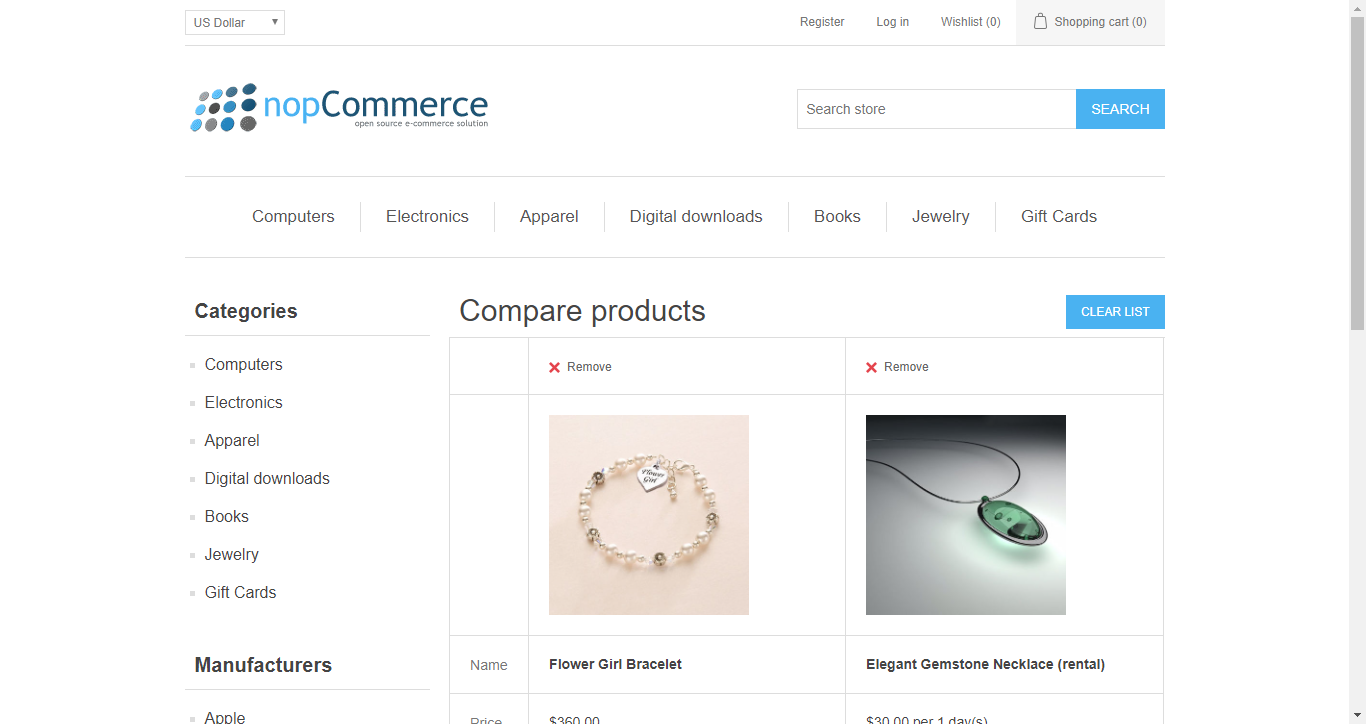 US Dollar
Register Log in Wishlist (0) Shopping cart (0)
nopCommerce
open source e-commerce solution
Search store SEARCH
Computers Electronics Apparel Digital downloads Books Jewelry Gift Cards
Categories
Computers
Electronics
Apparel
Digital downloads
Books
Jewelry
Gift Cards
Manufacturers
Apple
Compare products CLEAR LIST
Remove Remove
Flower
Girl
Name Flower Girl Bracelet Elegant Gemstone Necklace (rental)
Price $360.00 $30.00 per 1 day(s)